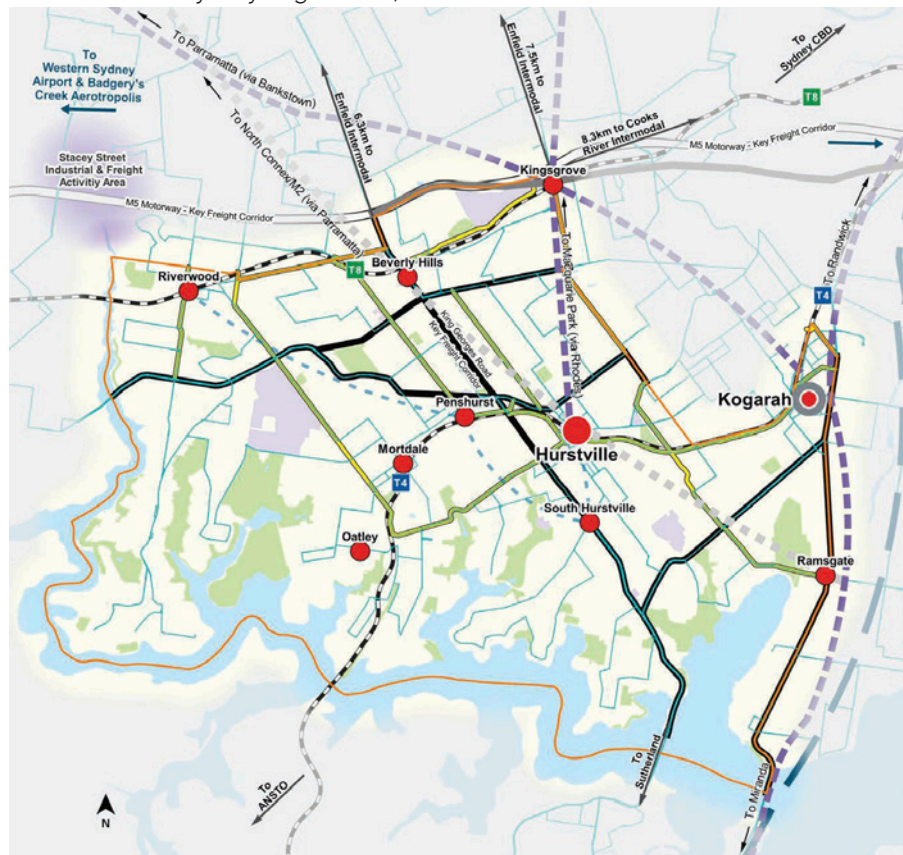 To
Western Sydney
Airport & Badgery's
Creek Aerotropolis
To Parramatta (via Bankstown)
To North Connex/M2 (via Parramatta)
6.3km to
Enfield Intermodal
7.5km to
Enfield Intermodal
8.3km to Cooks
River Intermodal
To
Sydney CBD
T8
M5 Motorway - Key Freight Corridor
Stacey Street
Industrial & Freight
Activitiy Area
M5 Motorway - Key Freight Corridor
Kingsgrove
To Randwick
Riverwood
T8
Beverly Hills
To Macquarie Park (via Rhodes)
T4
King Georges Road
Key Freight Corridor
Kogarah
Penshurst
Hurstville
Mortdale
T4
South Hurstville
Oatley
Ramsgate
To
Sutherland
To
ANSTO
To Miranda
N